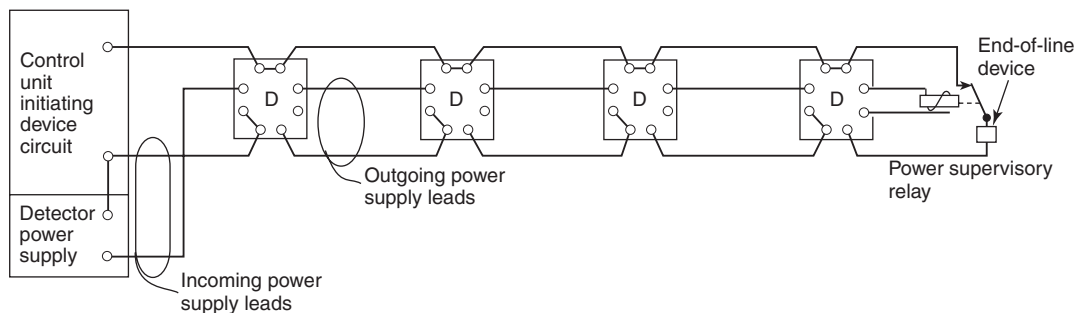 Control
unit
initiating
device
circuit
Detector
power
supply
D
D
D
D
End-of-line
device
Outgoing power
supply leads
Power supervisory
relay
Incoming power
supply leads